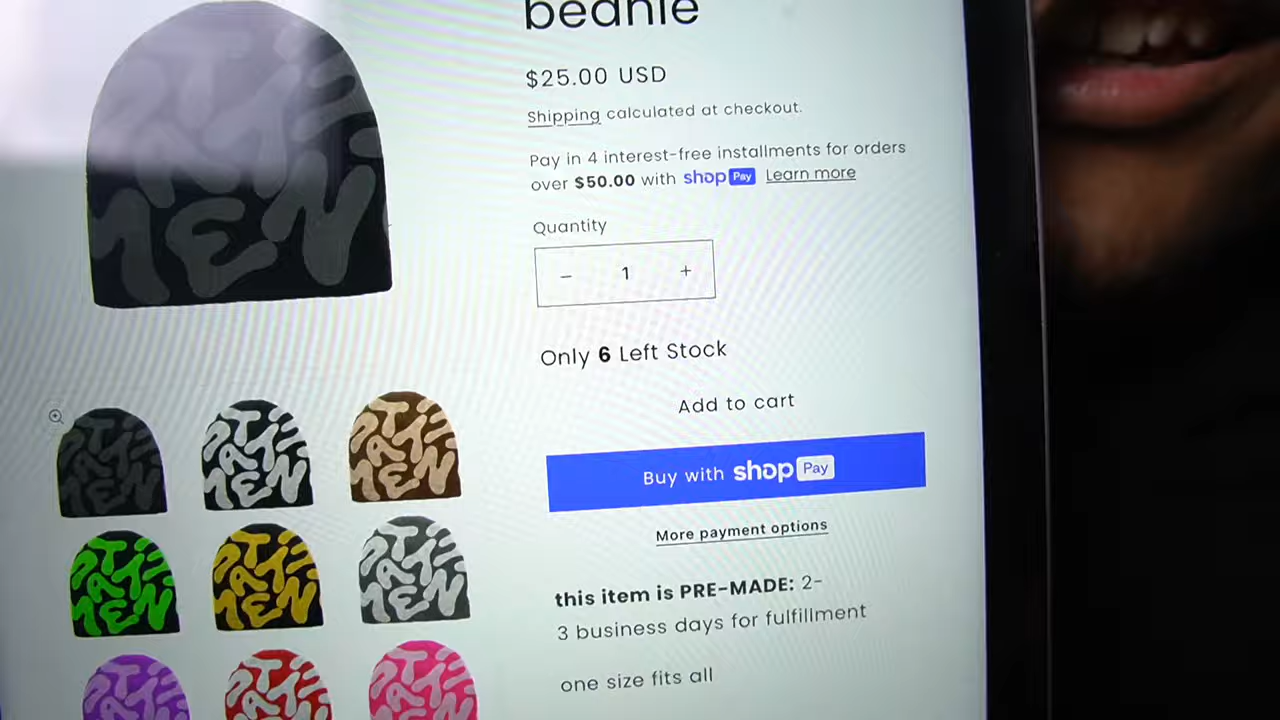 beanie
$25.00 USD
Shipping calculated at checkout.
Pay in 4 interest-free installments for orders
over $50.00 with shop Pay Learn more
Quantity
− 1 +
Only 6 Left Stock
Add to cart
Buy with shop Pay
More payment options
this item is PRE-MADE: 2-
3 business days for fulfillment
one size fits all